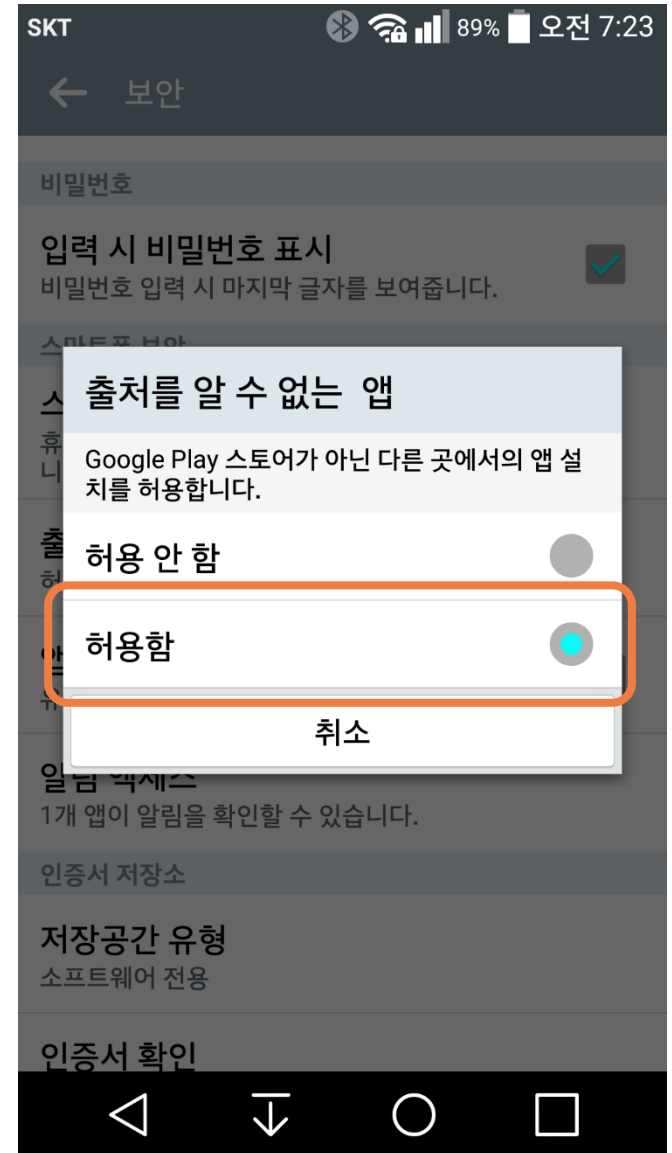 SKT 89% 오전 7:23
보안
비밀번호
입력 시 비밀번호 표시
비밀번호 입력 시 마지막 글자를 보여줍니다.
출처를 알 수 없는 앱
Google Play 스토어가 아닌 다른 곳에서의 앱 설
치를 허용합니다.
허용 안 함
허용함
취소
알림 액세스
1개 앱이 알림을 확인할 수 있습니다.
인증서 저장소
저장공간 유형
소프트웨어 전용
인증서 확인